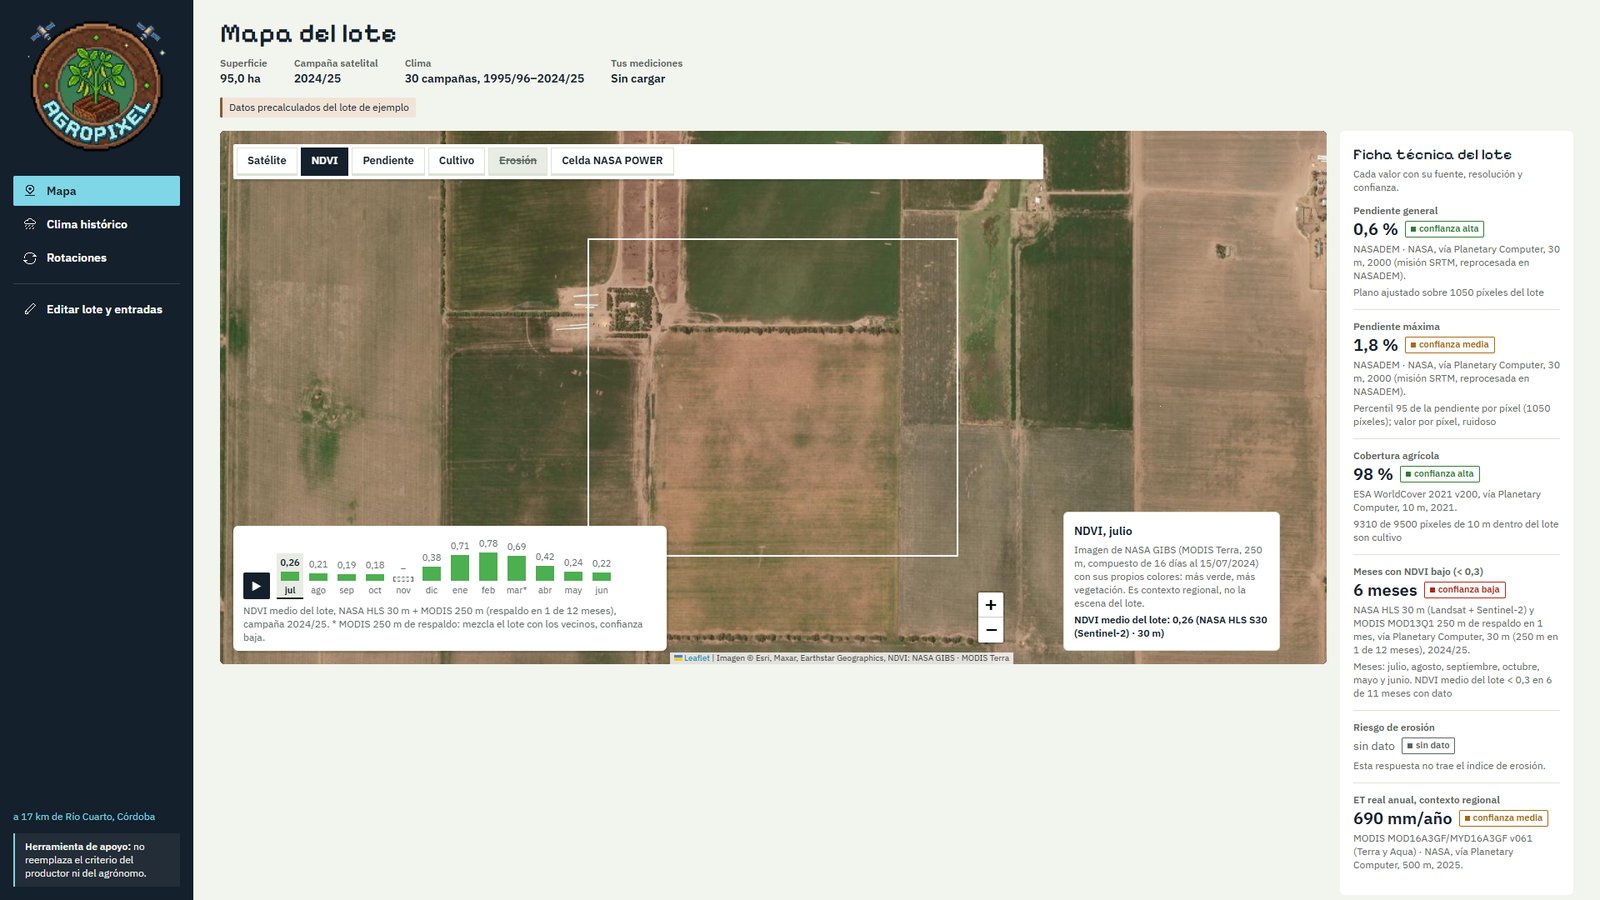 AGROPIXEL
Mapa
Clima histórico
Rotaciones
Editar lote y entradas
a 17 km de Río Cuarto, Córdoba
Herramienta de apoyo: no
reemplaza el criterio del
productor ni del agrónomo.
Mapa del lote
Superficie
95,0 ha
Campaña satelital
2024/25
Clima
30 campañas, 1995/96–2024/25
Tus mediciones
Sin cargar
Datos precalculados del lote de ejemplo
Satélite NDVI Pendiente Cultivo Erosión Celda NASA POWER
0,26 0,21 0,19 0,18 – 0,38 0,71 0,78 0,69 0,42 0,24 0,22
jul ago sep oct nov dic ene feb mar* abr may jun
NDVI medio del lote, NASA HLS 30 m + MODIS 250 m (respaldo en 1 de 12 meses),
campaña 2024/25. * MODIS 250 m de respaldo: mezcla el lote con los vecinos, confianza
baja.
+
−
NDVI, julio
Imagen de NASA GIBS (MODIS Terra, 250
m, compuesto de 16 días al 15/07/2024)
con sus propios colores: más verde, más
vegetación. Es contexto regional, no la
escena del lote.
NDVI medio del lote: 0,26 (NASA HLS S30
(Sentinel-2) · 30 m)
Leaflet | Imagen © Esri, Maxar, Earthstar Geographics, NDVI: NASA GIBS · MODIS Terra
Ficha técnica del lote
Cada valor con su fuente, resolución y
confianza.
Pendiente general
0,6 % confianza alta
NASADEM · NASA, vía Planetary Computer, 30
m, 2000 (misión SRTM, reprocesada en
NASADEM).
Plano ajustado sobre 1050 píxeles del lote
Pendiente máxima
1,8 % confianza media
NASADEM · NASA, vía Planetary Computer, 30
m, 2000 (misión SRTM, reprocesada en
NASADEM).
Percentil 95 de la pendiente por píxel (1050
píxeles); valor por píxel, ruidoso
Cobertura agrícola
98 % confianza alta
ESA WorldCover 2021 v200, vía Planetary
Computer, 10 m, 2021.
9310 de 9500 píxeles de 10 m dentro del lote
son cultivo
Meses con NDVI bajo (< 0,3)
6 meses confianza baja
NASA HLS 30 m (Landsat + Sentinel-2) y
MODIS MOD13Q1 250 m de respaldo en 1
mes, vía Planetary Computer, 30 m (250 m en
1 de 12 meses), 2024/25.
Meses: julio, agosto, septiembre, octubre,
mayo y junio. NDVI medio del lote < 0,3 en 6
de 11 meses con dato
Riesgo de erosión
sin dato sin dato
Esta respuesta no trae el índice de erosión.
ET real anual, contexto regional
690 mm/año confianza media
MODIS MOD16A3GF/MYD16A3GF v061
(Terra y Aqua) · NASA, vía Planetary
Computer, 500 m, 2025.